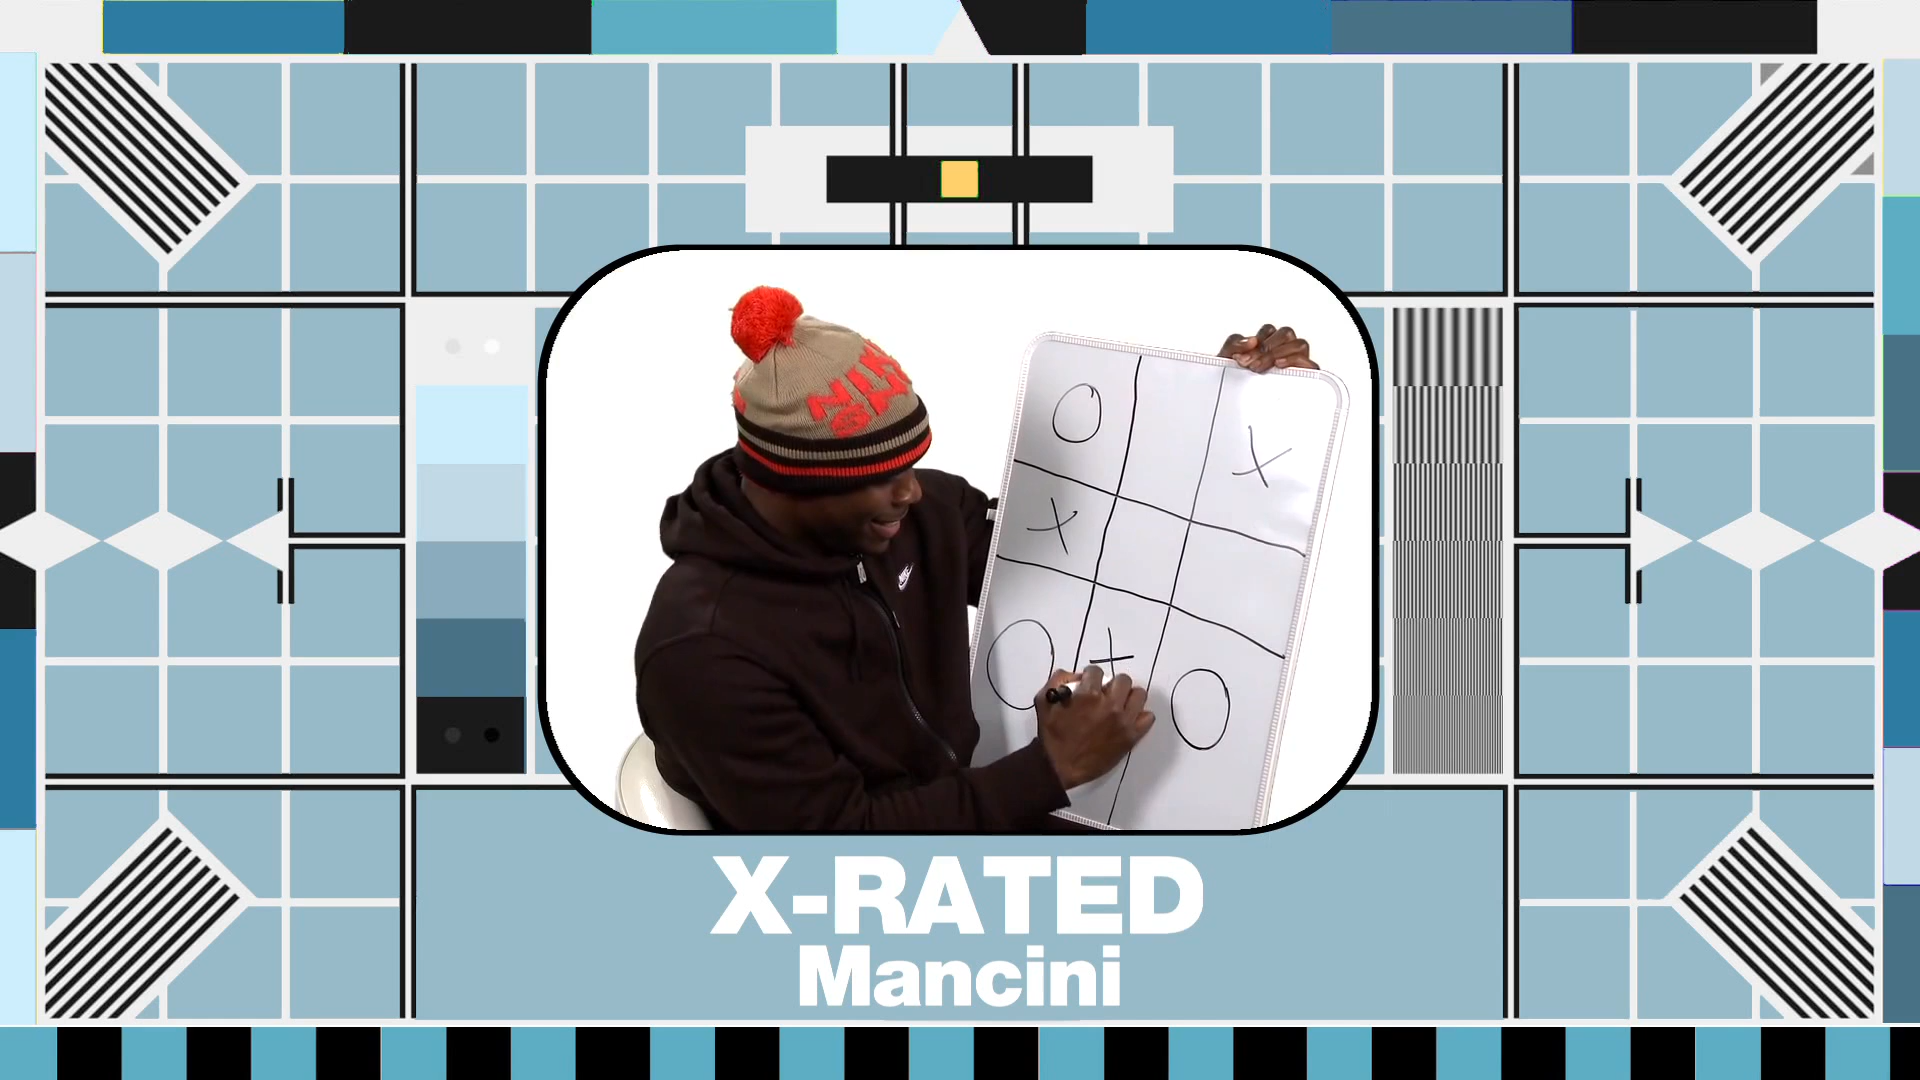 O X
X
O X O
X-RATED
Mancini